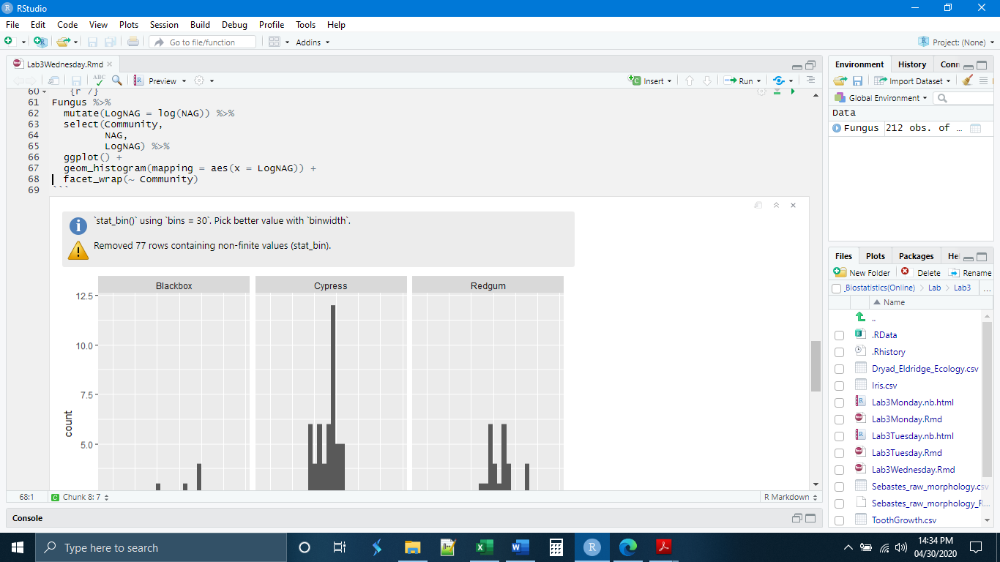 RStudio
File Edit Code View Plots Session Build Debug Profile Tools Help
Go to file/function Addins Project: (None)
Lab3Wednesday.Rmd
ABC Preview Insert Run
60 {r /}
61 Fungus %>%
62 mutate(LogNAG = log(NAG)) %>%
63 select(Community,
64 NAG,
65 LogNAG) %>%
66 ggplot() +
67 geom_histogram(mapping = aes(x = LogNAG)) +
68 facet_wrap(~ Community)
69 ```
`stat_bin()` using `bins = 30`. Pick better value with `binwidth`.
Removed 77 rows containing non-finite values (stat_bin).
Blackbox Cypress Redgum
12.5
10.0
7.5
5.0
count
68:1 Chunk 8: 7 R Markdown
Console
Environment History Conn
Import Dataset
Global Environment
Data
Fungus 212 obs. of …
Files Plots Packages He
New Folder Delete Rename
_Biostatistics(Online) Lab Lab3 ...
Name
..
.RData
.Rhistory
Dryad_Eldridge_Ecology.csv
Iris.csv
Lab3Monday.nb.html
Lab3Monday.Rmd
Lab3Tuesday.nb.html
Lab3Tuesday.Rmd
Lab3Wednesday.Rmd
Sebastes_raw_morphology.csv
Sebastes_raw_morphology_R...
ToothGrowth.csv
Type here to search
14:34 PM
04/30/2020